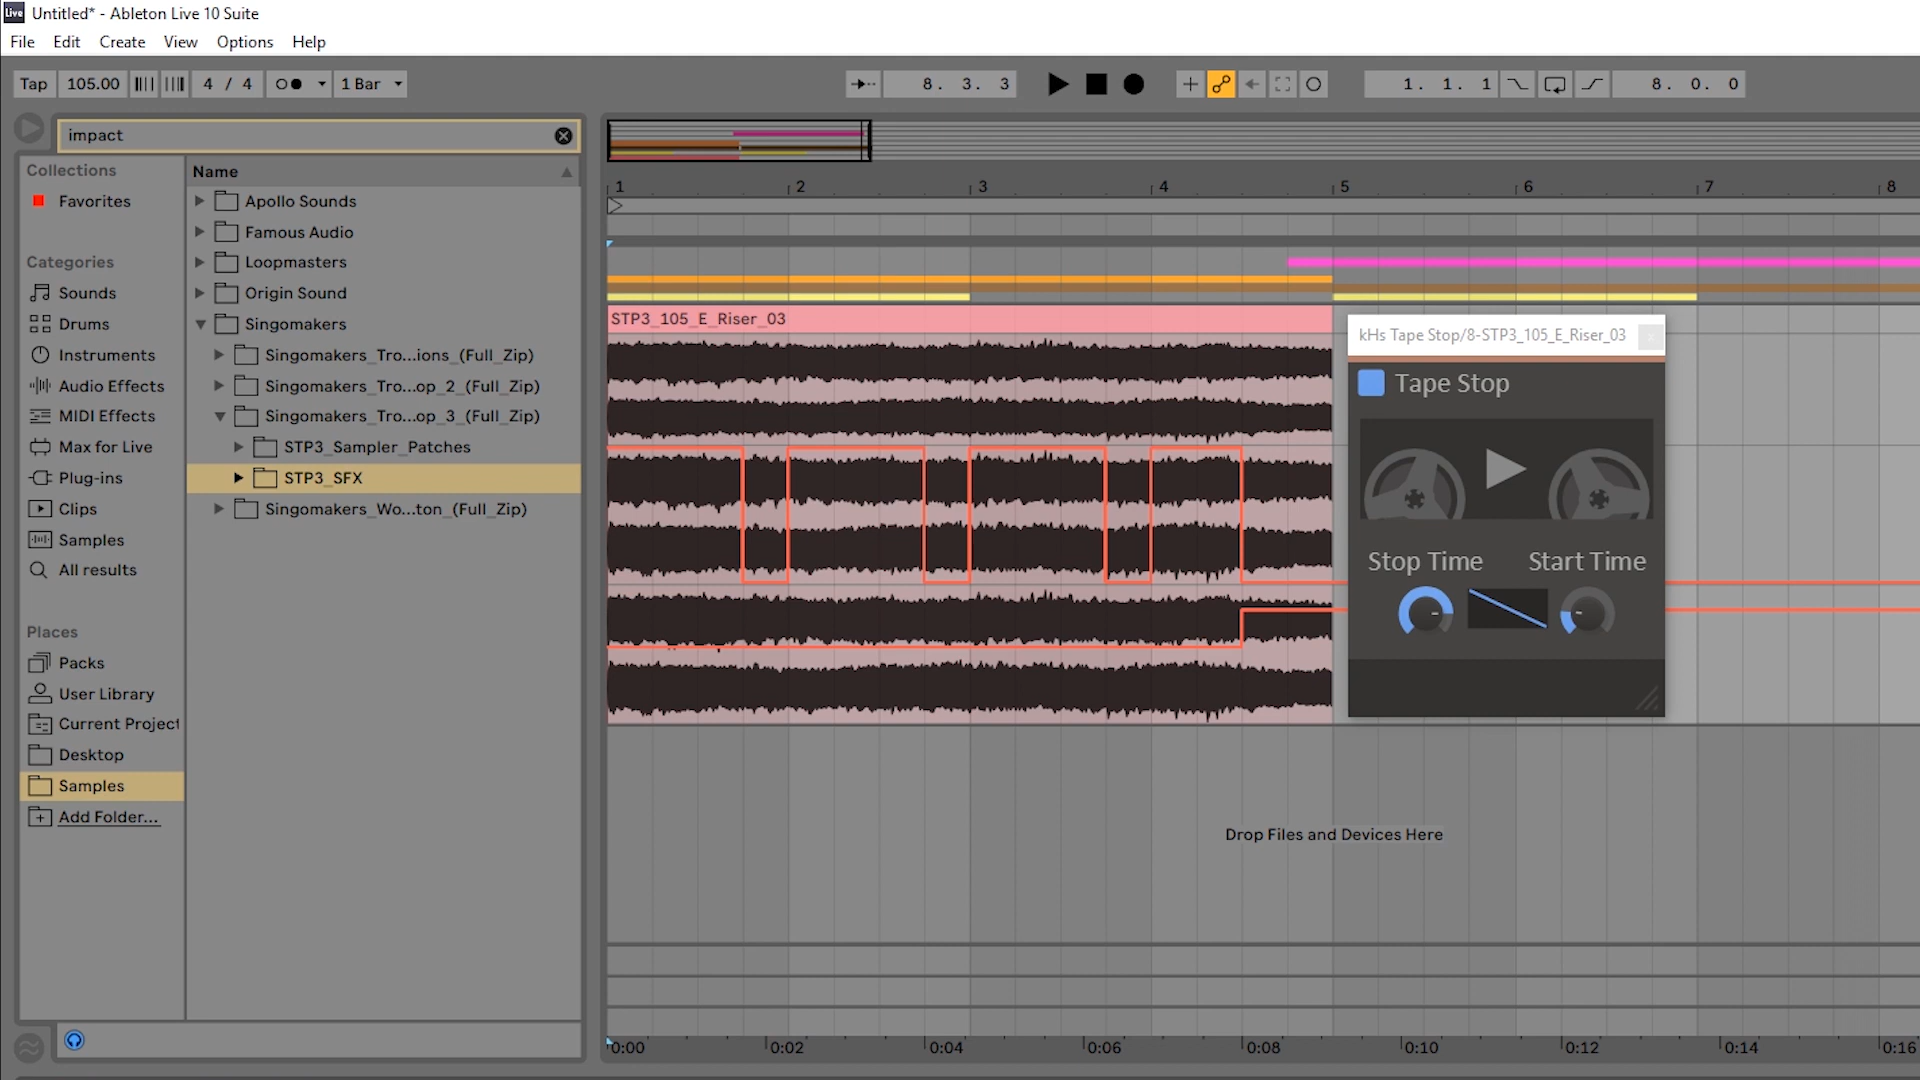 Live Untitled* - Ableton Live 10 Suite
File Edit Create View Options Help
Tap 105.00 4 / 4 1 Bar 8. 3. 3 1. 1. 1 8. 0. 0
impact
Collections
Favorites
Categories
Sounds
Drums
Instruments
Audio Effects
MIDI Effects
Max for Live
Plug-ins
Clips
Samples
All results
Places
Packs
User Library
Current Project
Desktop
Samples
Add Folder...
Name
Apollo Sounds
Famous Audio
Loopmasters
Origin Sound
Singomakers
Singomakers_Tro...ions_(Full_Zip)
Singomakers_Tro...op_2_(Full_Zip)
Singomakers_Tro...op_3_(Full_Zip)
STP3_Sampler_Patches
STP3_SFX
Singomakers_Wo...ton_(Full_Zip)
1 2 3 4 5 6 7 8
STP3_105_E_Riser_03
kHs Tape Stop/8-STP3_105_E_Riser_03
Tape Stop
Stop Time Start Time
Drop Files and Devices Here
0:00 0:02 0:04 0:06 0:08 0:10 0:12 0:14 0:16